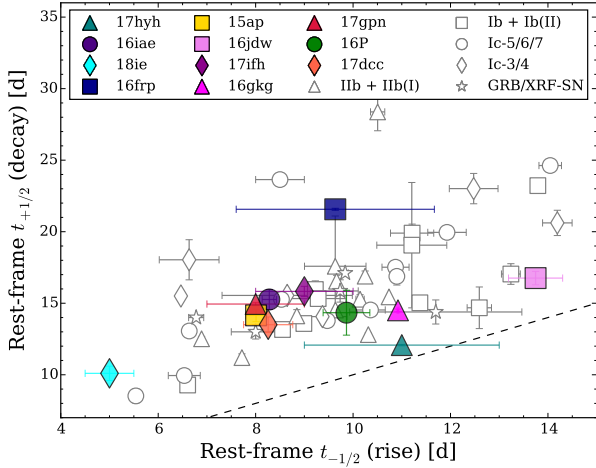 17hyh 15ap 17gpn Ib + Ib(II)
16iae 16jdw 16P Ic-5/6/7
18ie 17ifh 17dcc Ic-3/4
16frp 16gkg IIb + IIb(I) GRB/XRF-SN
35
30
25
20
15
10
4 6 8 10 12 14
Rest-frame t+1/2 (decay) [d]
Rest-frame t−1/2 (rise) [d]